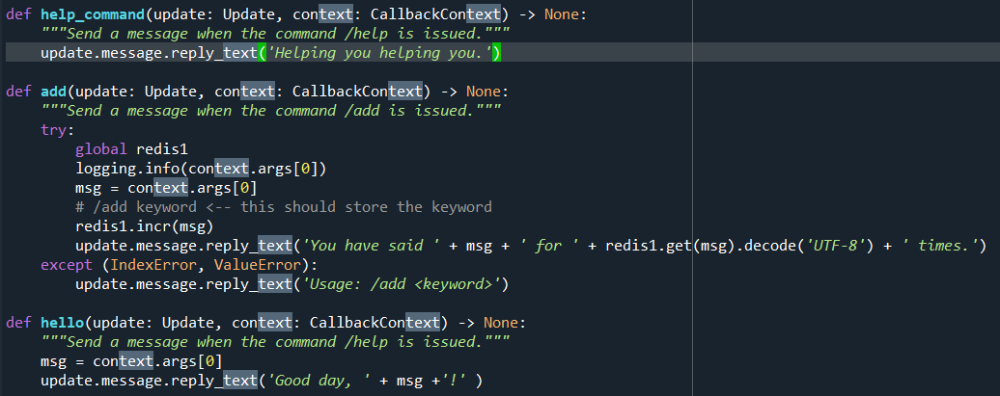 def help_command(update: Update, context: CallbackContext) -> None:
    """Send a message when the command /help is issued."""
    update.message.reply_text('Helping you helping you.')
def add(update: Update, context: CallbackContext) -> None:
    """Send a message when the command /add is issued."""
    try:
        global redis1
        logging.info(context.args[0])
        msg = context.args[0]
        # /add keyword <-- this should store the keyword
        redis1.incr(msg)
        update.message.reply_text('You have said ' + msg + ' for ' + redis1.get(msg).decode('UTF-8') + ' times.')
    except (IndexError, ValueError):
        update.message.reply_text('Usage: /add <keyword>')
def hello(update: Update, context: CallbackContext) -> None:
    """Send a message when the command /help is issued."""
    msg = context.args[0]
    update.message.reply_text('Good day, ' + msg +'!' )